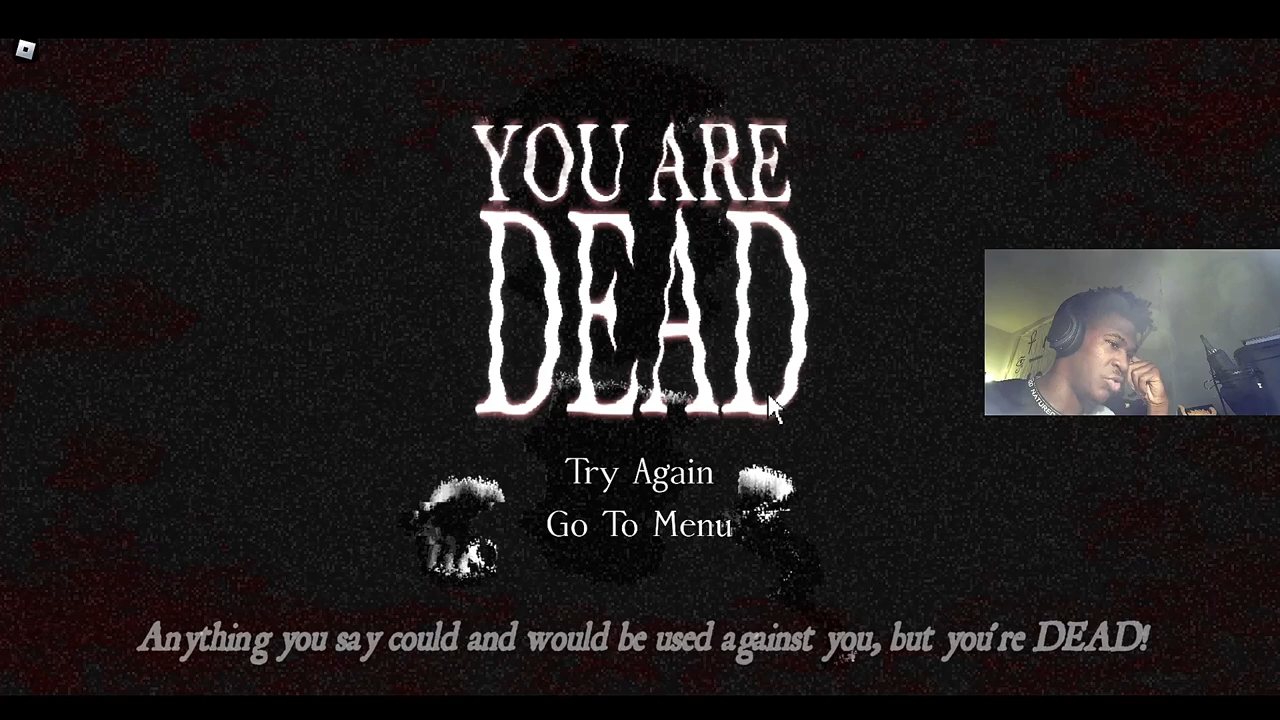 YOU ARE
DEAD
Try Again
Go To Menu
Anything you say could and would be used against you, but you're DEAD!